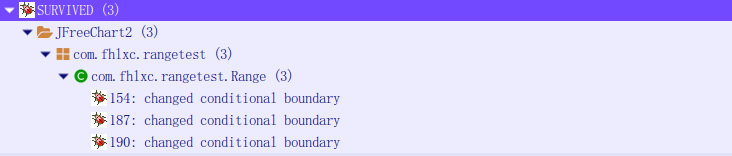 SURVIVED (3)
JFreeChart2 (3)
com.fhlxc.rangetest (3)
com.fhlxc.rangetest.Range (3)
154: changed conditional boundary
187: changed conditional boundary
190: changed conditional boundary